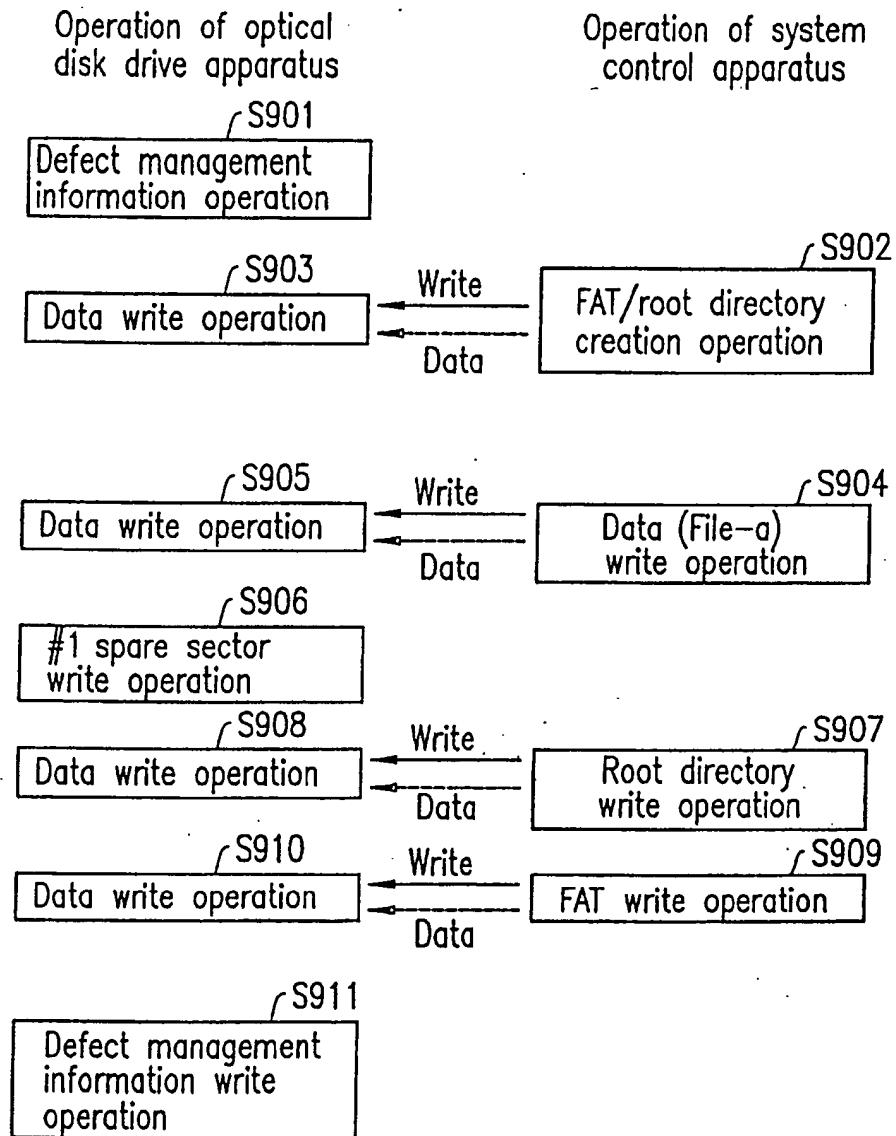 Operation of optical
disk drive apparatus
Operation of system
control apparatus
S901
Defect management
information operation
S902
FAT/root directory
creation operation
S903
Data write operation
Write
Data
S904
Data (File-a)
write operation
S905
Data write operation
Write
Data
S906
#1 spare sector
write operation
S907
Root directory
write operation
S908
Data write operation
Write
Data
S909
FAT write operation
S910
Data write operation
Write
Data
S911
Defect management
information write
operation